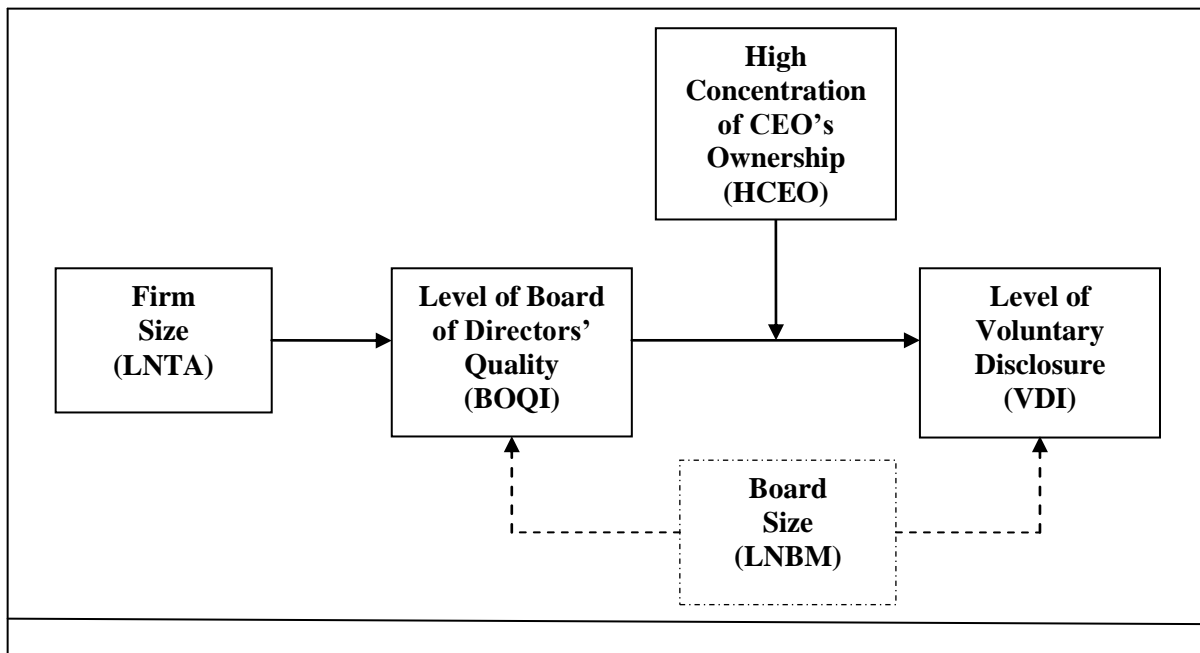 High
Concentration
of CEO’s
Ownership
(HCEO)
Firm
Size
(LNTA)
Level of Board
of Directors’
Quality
(BOQI)
Level of
Voluntary
Disclosure
(VDI)
Board
Size
(LNBM)